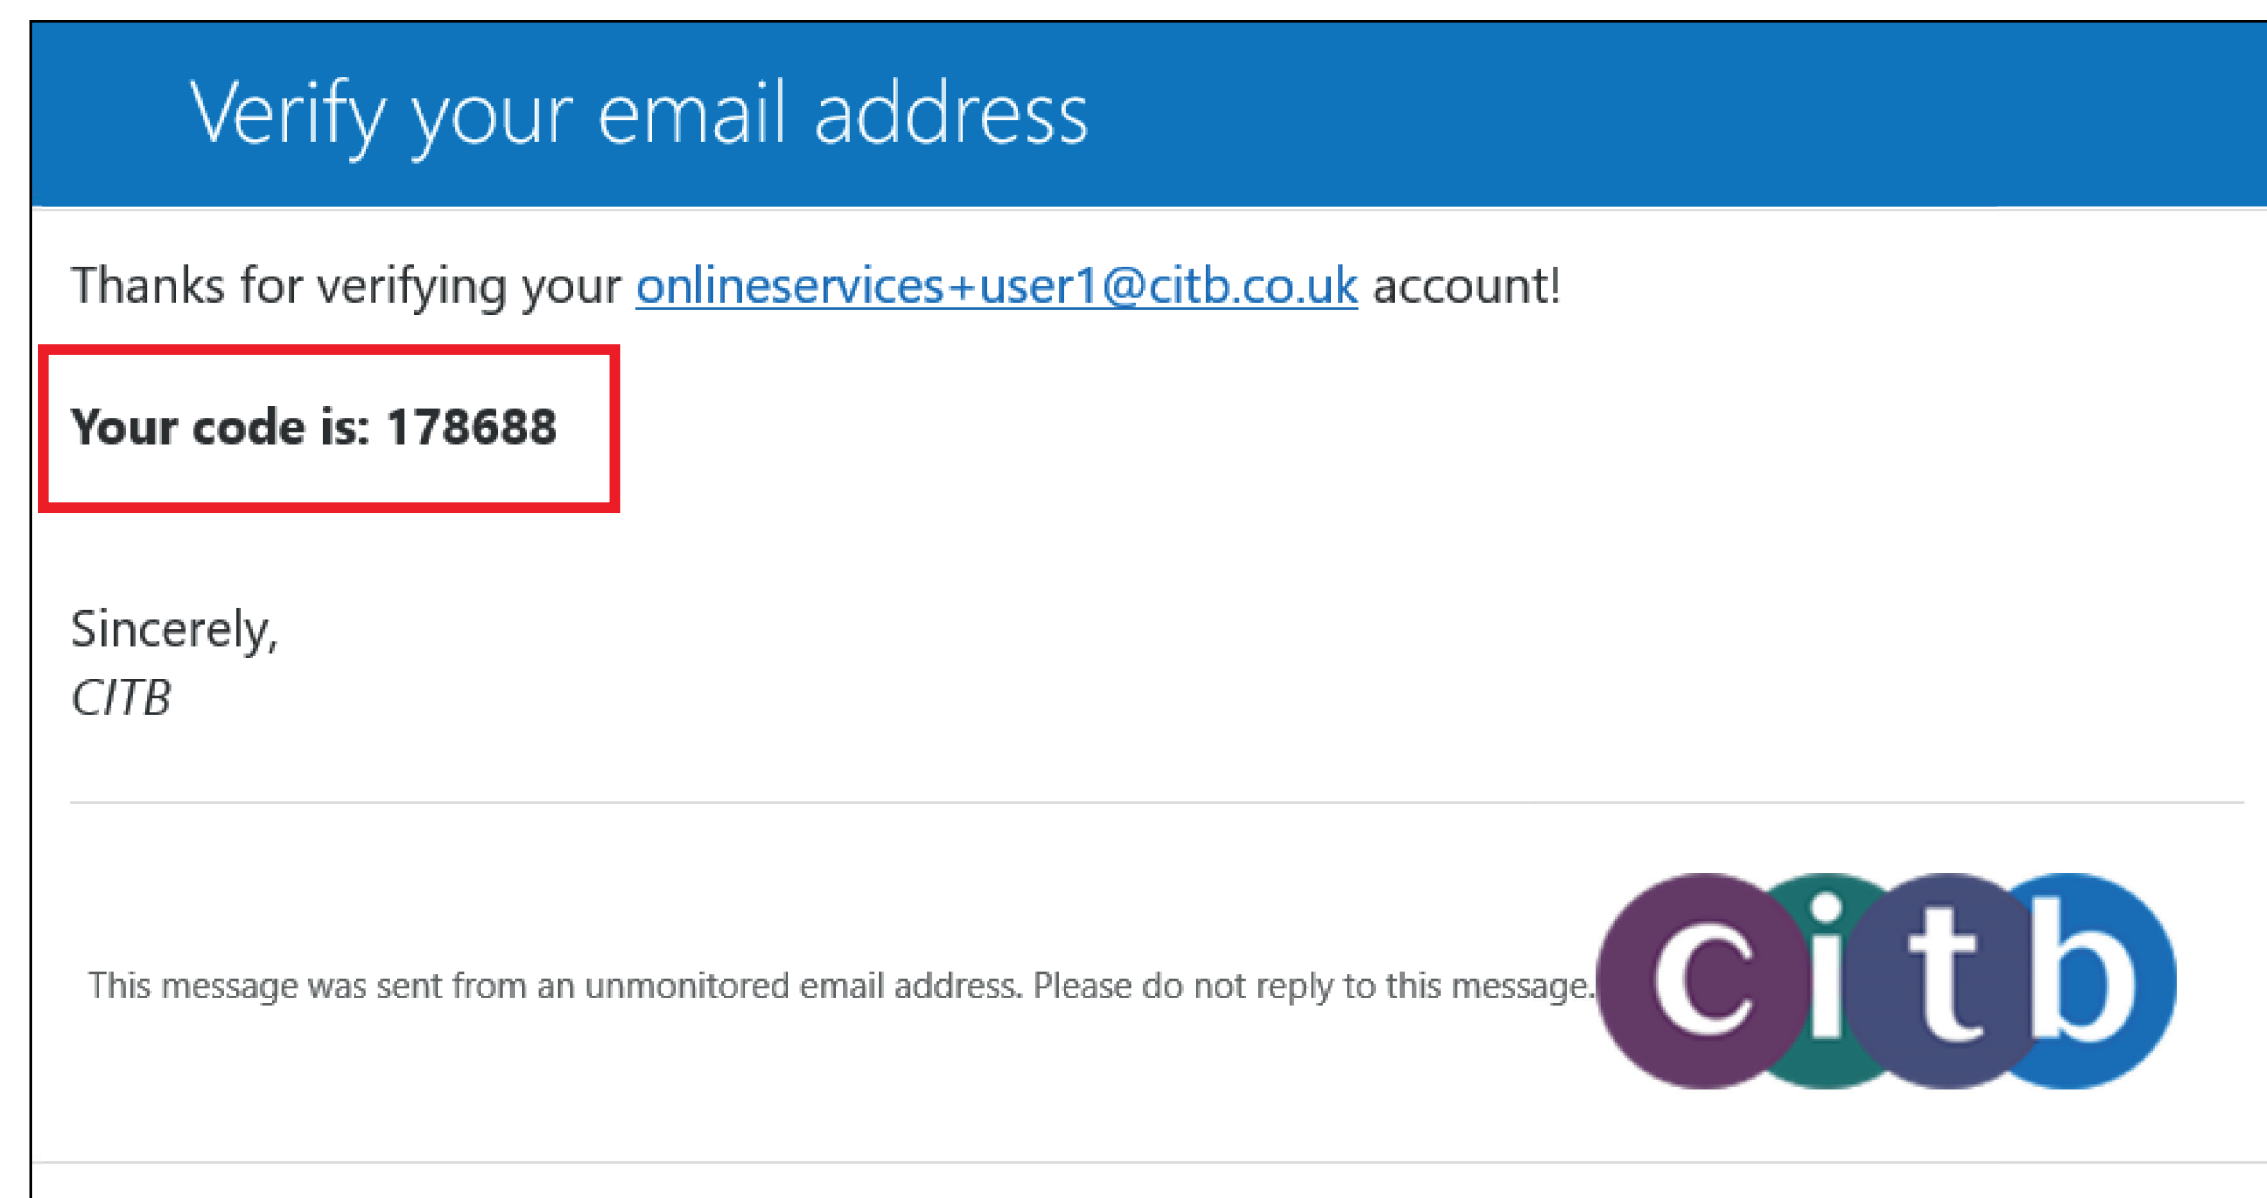 Verify your email address
Thanks for verifying your onlineservices+user1@citb.co.uk account!
Your code is: 178688
Sincerely,
CITB
This message was sent from an unmonitored email address. Please do not reply to this message.
citb